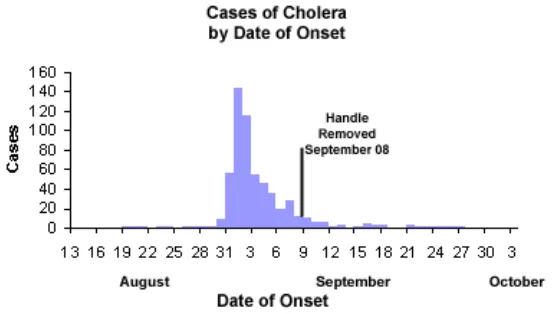 Cases of Cholera
by Date of Onset
Handle
Removed
September 08
Cases
160
140
120
100
80
60
40
20
0
13 16 19 22 25 28 31 3 6 9 12 15 18 21 24 27 30 3
August September October
Date of Onset